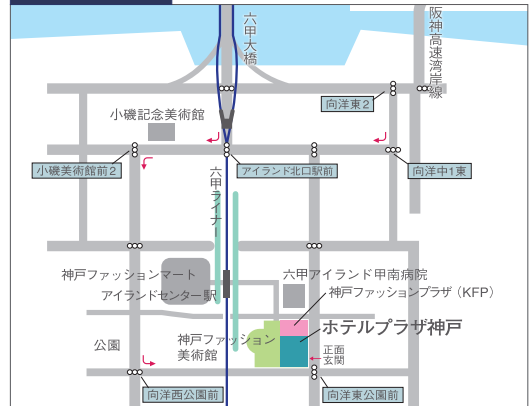 六甲大橋
阪神高速湾岸線
向洋東2
小磯記念美術館
小磯美術館前2
アイランド北口駅前
向洋中1東
六甲ライナー
神戸ファッションマート
六甲アイランド甲南病院
アイランドセンター駅
神戸ファッションプラザ（KFP）
ホテルプラザ神戸
神戸ファッション
美術館
公園
正面
玄関
向洋西公園前
向洋東公園前